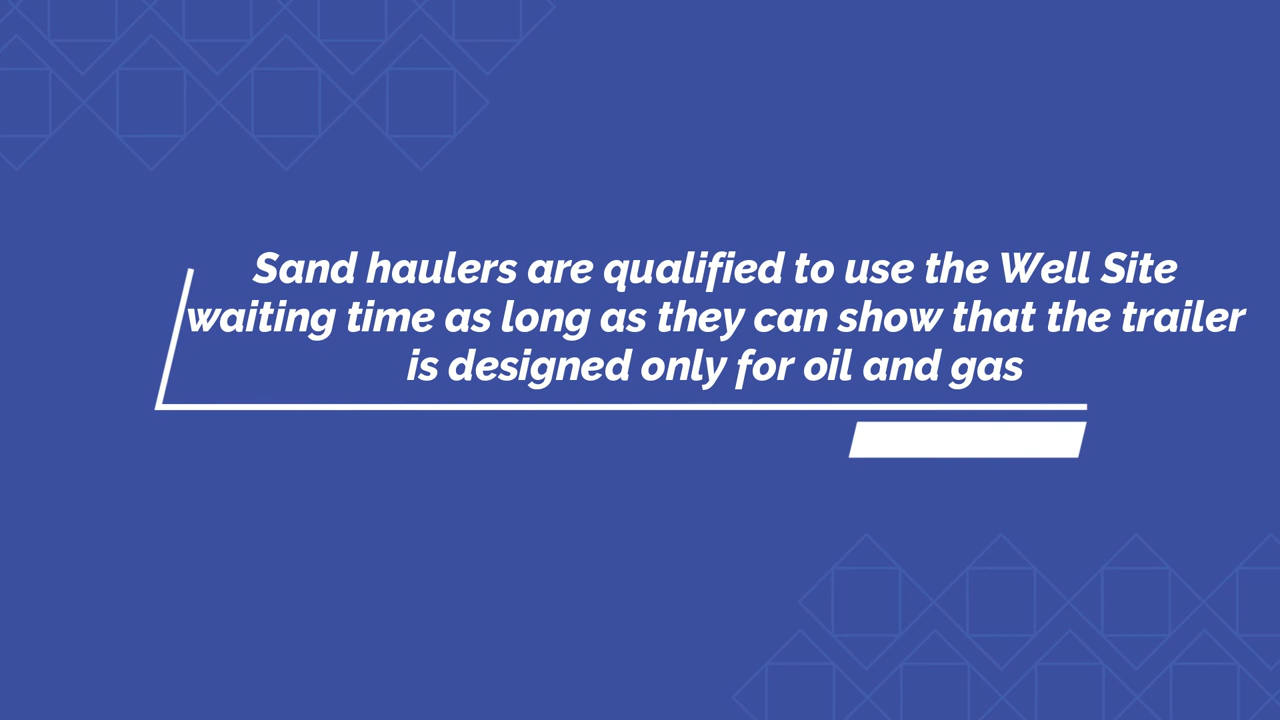 Sand haulers are qualified to use the Well Site
waiting time as long as they can show that the trailer
is designed only for oil and gas